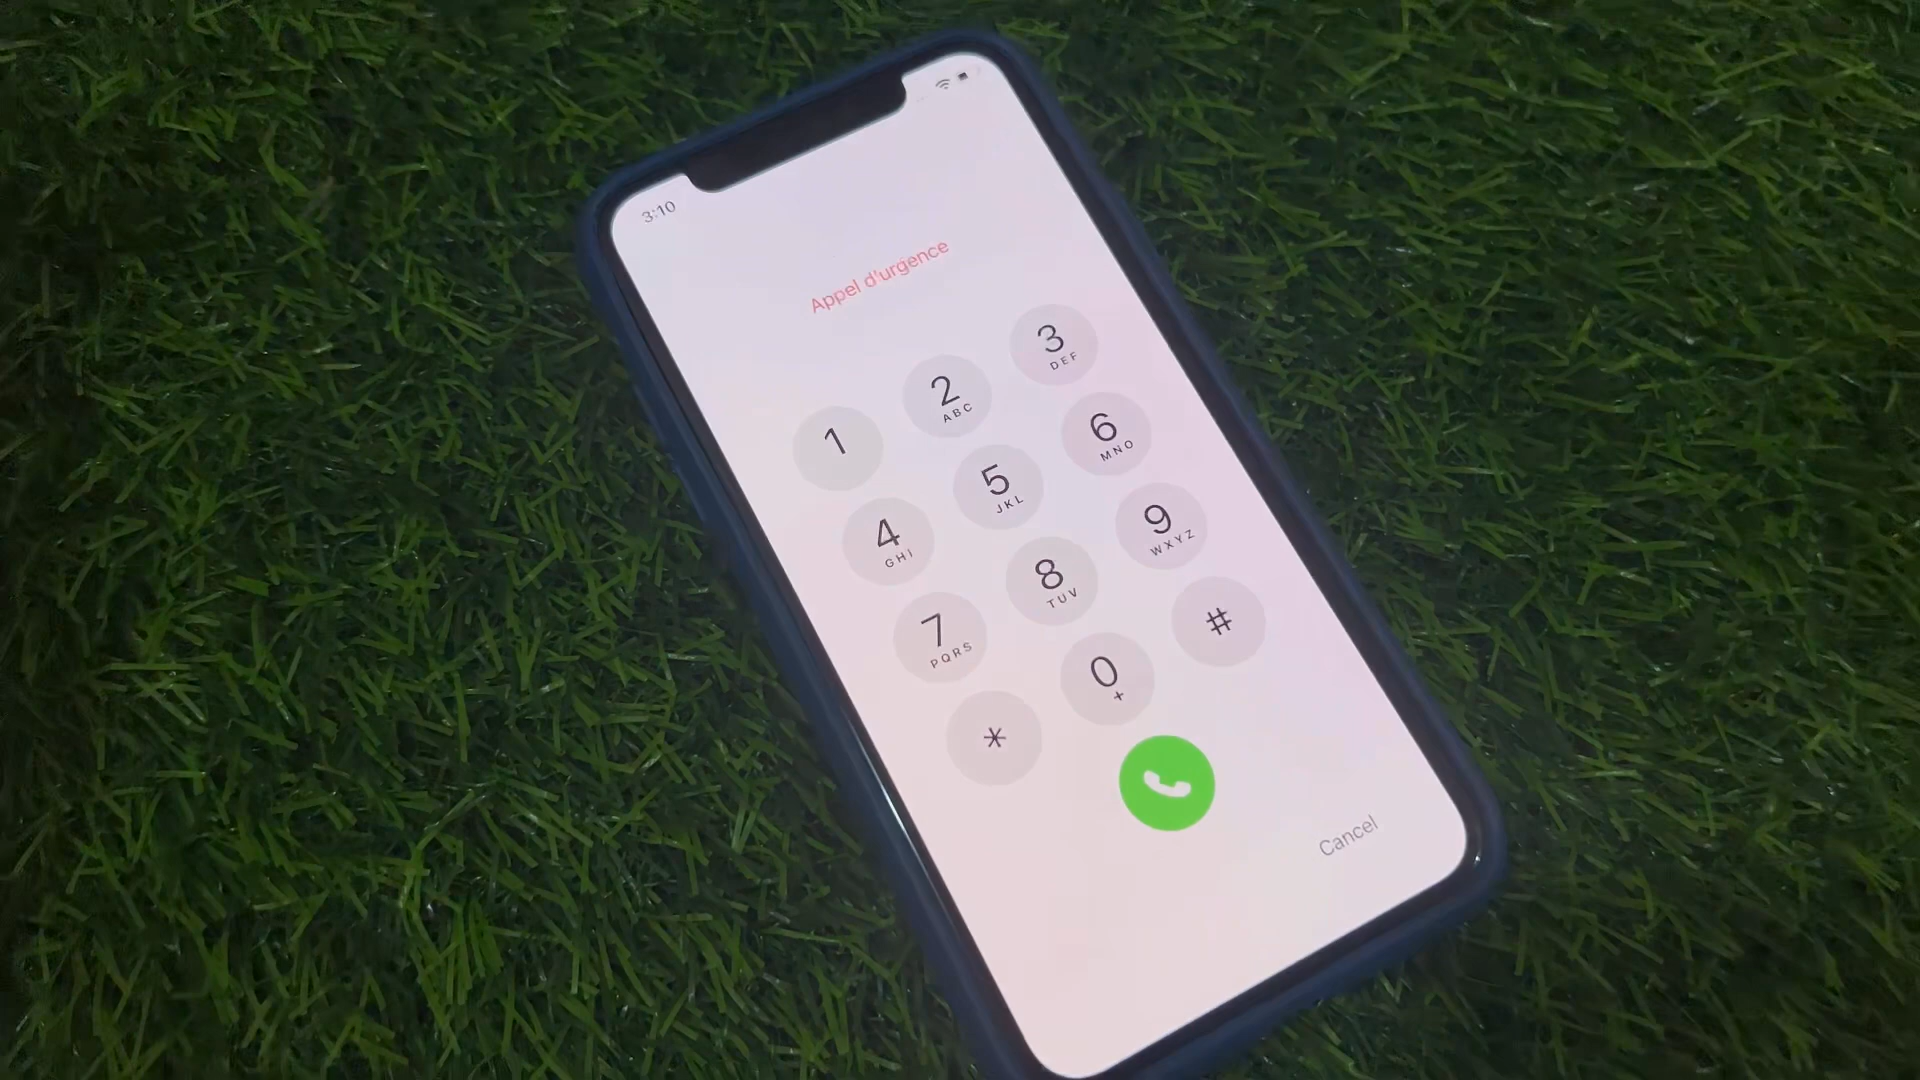 3:10
Appel d'urgence
1
2
ABC
3
DEF
4
GHI
5
JKL
6
MNO
7
PQRS
8
TUV
9
WXYZ
*
0
+
#
Cancel